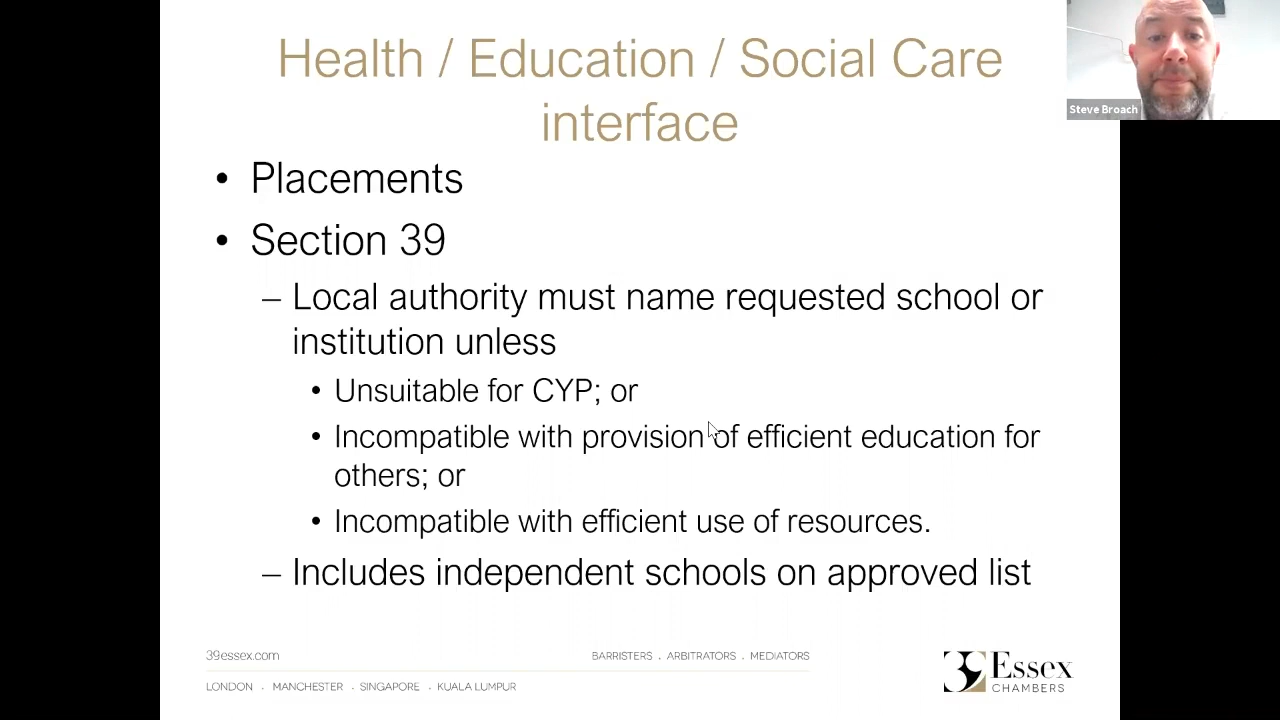 Health / Education / Social Care
interface
Steve Broach
• Placements
• Section 39
– Local authority must name requested school or
institution unless
• Unsuitable for CYP; or
• Incompatible with provision of efficient education for
others; or
• Incompatible with efficient use of resources.
– Includes independent schools on approved list
39essex.com
BARRISTERS . ARBITRATORS . MEDIATORS
LONDON . MANCHESTER . SINGAPORE . KUALA LUMPUR
39 Essex
CHAMBERS